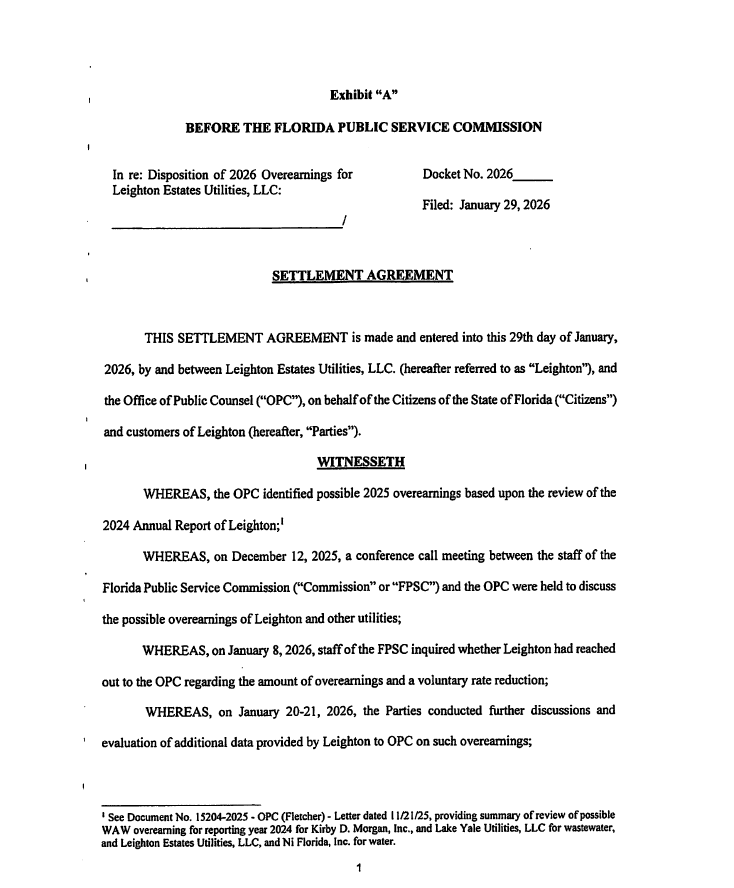 Exhibit “A”
BEFORE THE FLORIDA PUBLIC SERVICE COMMISSION
In re: Disposition of 2026 Overearnings for
Leighton Estates Utilities, LLC:
/
Docket No. 2026______
Filed: January 29, 2026
SETTLEMENT AGREEMENT
THIS SETTLEMENT AGREEMENT is made and entered into this 29th day of January,
2026, by and between Leighton Estates Utilities, LLC. (hereafter referred to as “Leighton”), and
the Office of Public Counsel (“OPC”), on behalf of the Citizens of the State of Florida (“Citizens”)
and customers of Leighton (hereafter, “Parties”).
WITNESSETH
WHEREAS, the OPC identified possible 2025 overearnings based upon the review of the
2024 Annual Report of Leighton;1
WHEREAS, on December 12, 2025, a conference call meeting between the staff of the
Florida Public Service Commission (“Commission” or “FPSC”) and the OPC were held to discuss
the possible overearnings of Leighton and other utilities;
WHEREAS, on January 8, 2026, staff of the FPSC inquired whether Leighton had reached
out to the OPC regarding the amount of overearnings and a voluntary rate reduction;
WHEREAS, on January 20-21, 2026, the Parties conducted further discussions and
evaluation of additional data provided by Leighton to OPC on such overearnings;
1 See Document No. 15204-2025 - OPC (Fletcher) - Letter dated 11/21/25, providing summary of review of possible
WAW overearning for reporting year 2024 for Kirby D. Morgan, Inc., and Lake Yale Utilities, LLC for wastewater,
and Leighton Estates Utilities, LLC, and Ni Florida, Inc. for water.
1